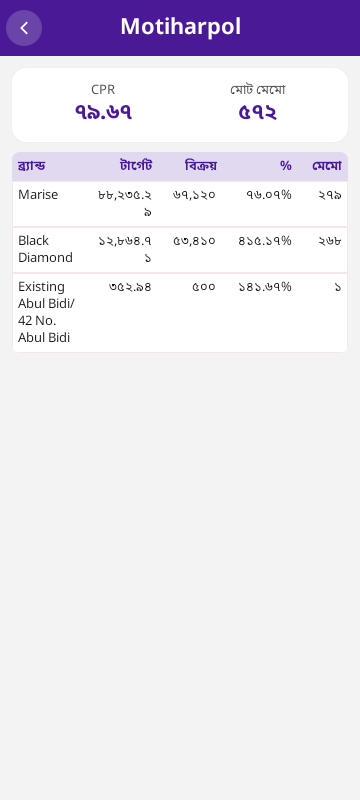 Motiharpol
CPR মোট মেমো
৭৯.৬৭ ৫৭২
ব্র্যান্ড টার্গেট বিক্রয় % মেমো
Marise ৮৮,২৩৫.২ ৬৭,১২০ ৭৬.০৭% ২৭৯
৯
Black ১২,৮৬৪.৭ ৫৩,৪১০ ৪১৫.১৭% ২৬৮
Diamond ১
Existing ৩৫২.৯৪ ৫০০ ১৪১.৬৭% ১
Abul Bidi/
42 No.
Abul Bidi